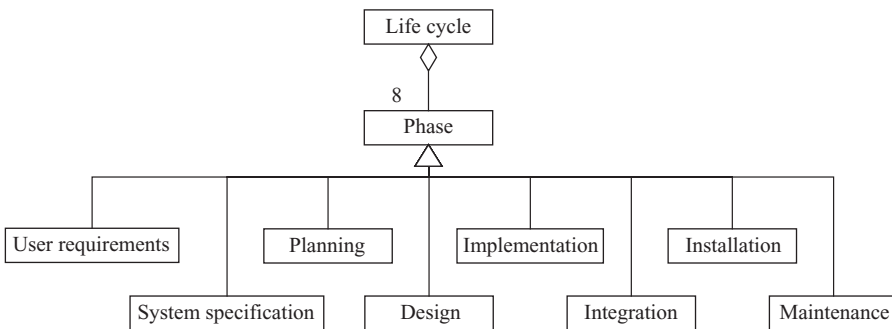 Life cycle
8
Phase
User requirements
Planning
Implementation
Installation
System specification
Design
Integration
Maintenance